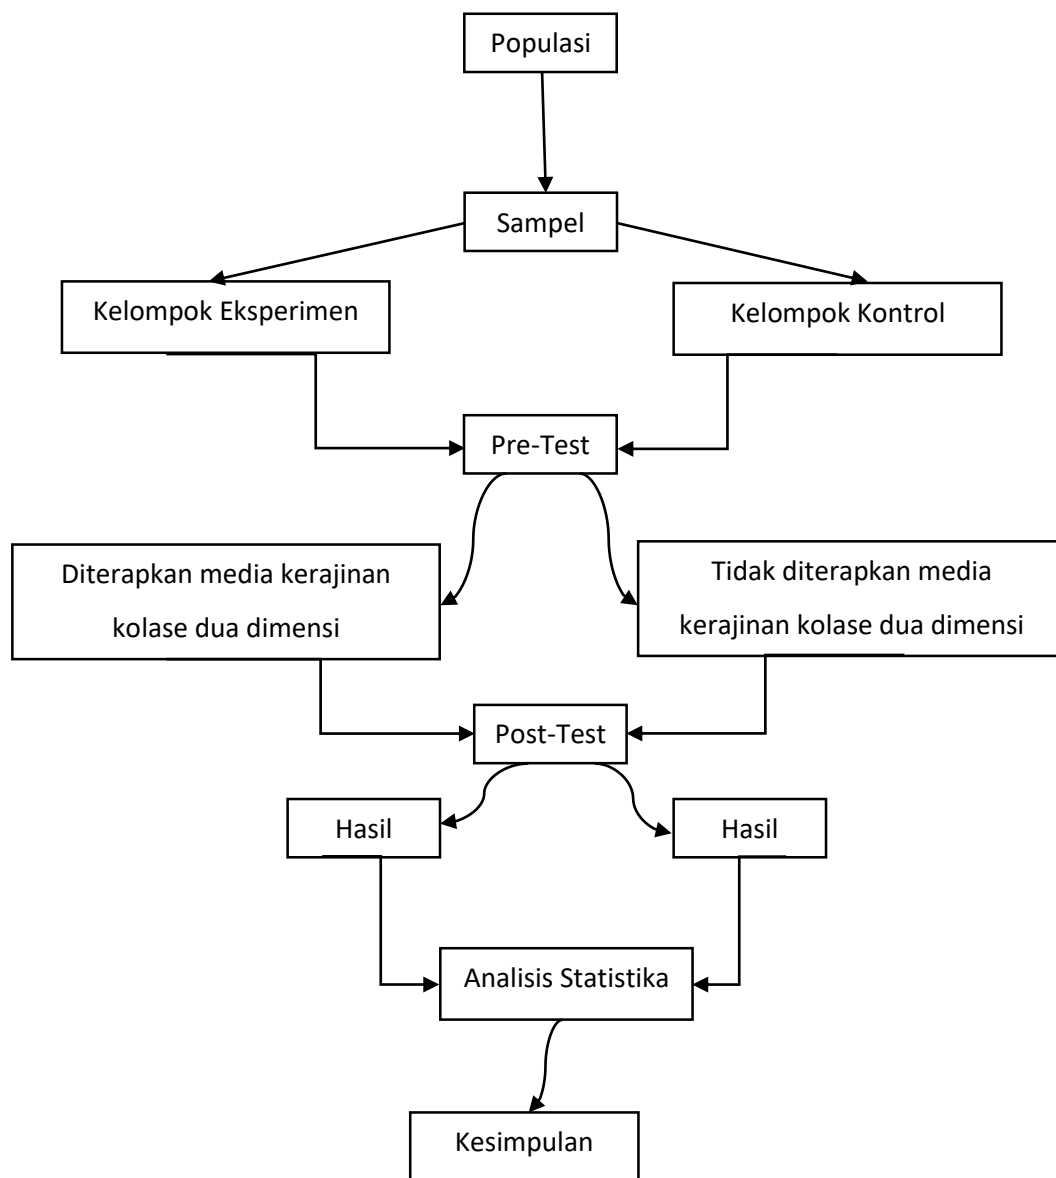 Populasi
Sampel
Kelompok Eksperimen
Kelompok Kontrol
Pre-Test
Diterapkan media kerajinan
kolase dua dimensi
Tidak diterapkan media
kerajinan kolase dua dimensi
Post-Test
Hasil
Hasil
Analisis Statistika
Kesimpulan